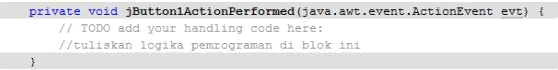 private void jButton1ActionPerformed(java.awt.event.ActionEvent evt) {
// TODO add your handling code here:
//tuliskan logika pemrograman di blok ini
}